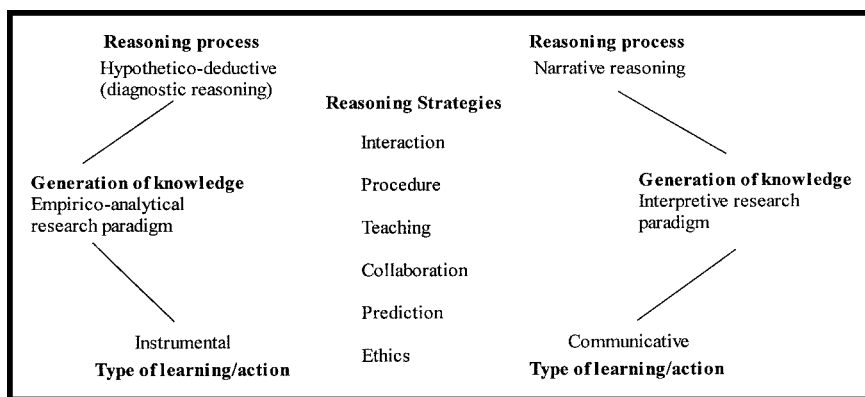 Reasoning process
Hypothetico-deductive
(diagnostic reasoning)
Generation of knowledge
Empirico-analytical
research paradigm
Instrumental
Type of learning/action
Reasoning Strategies
Interaction
Procedure
Teaching
Collaboration
Prediction
Ethics
Reasoning process
Narrative reasoning
Generation of knowledge
Interpretive research
paradigm
Communicative
Type of learning/action